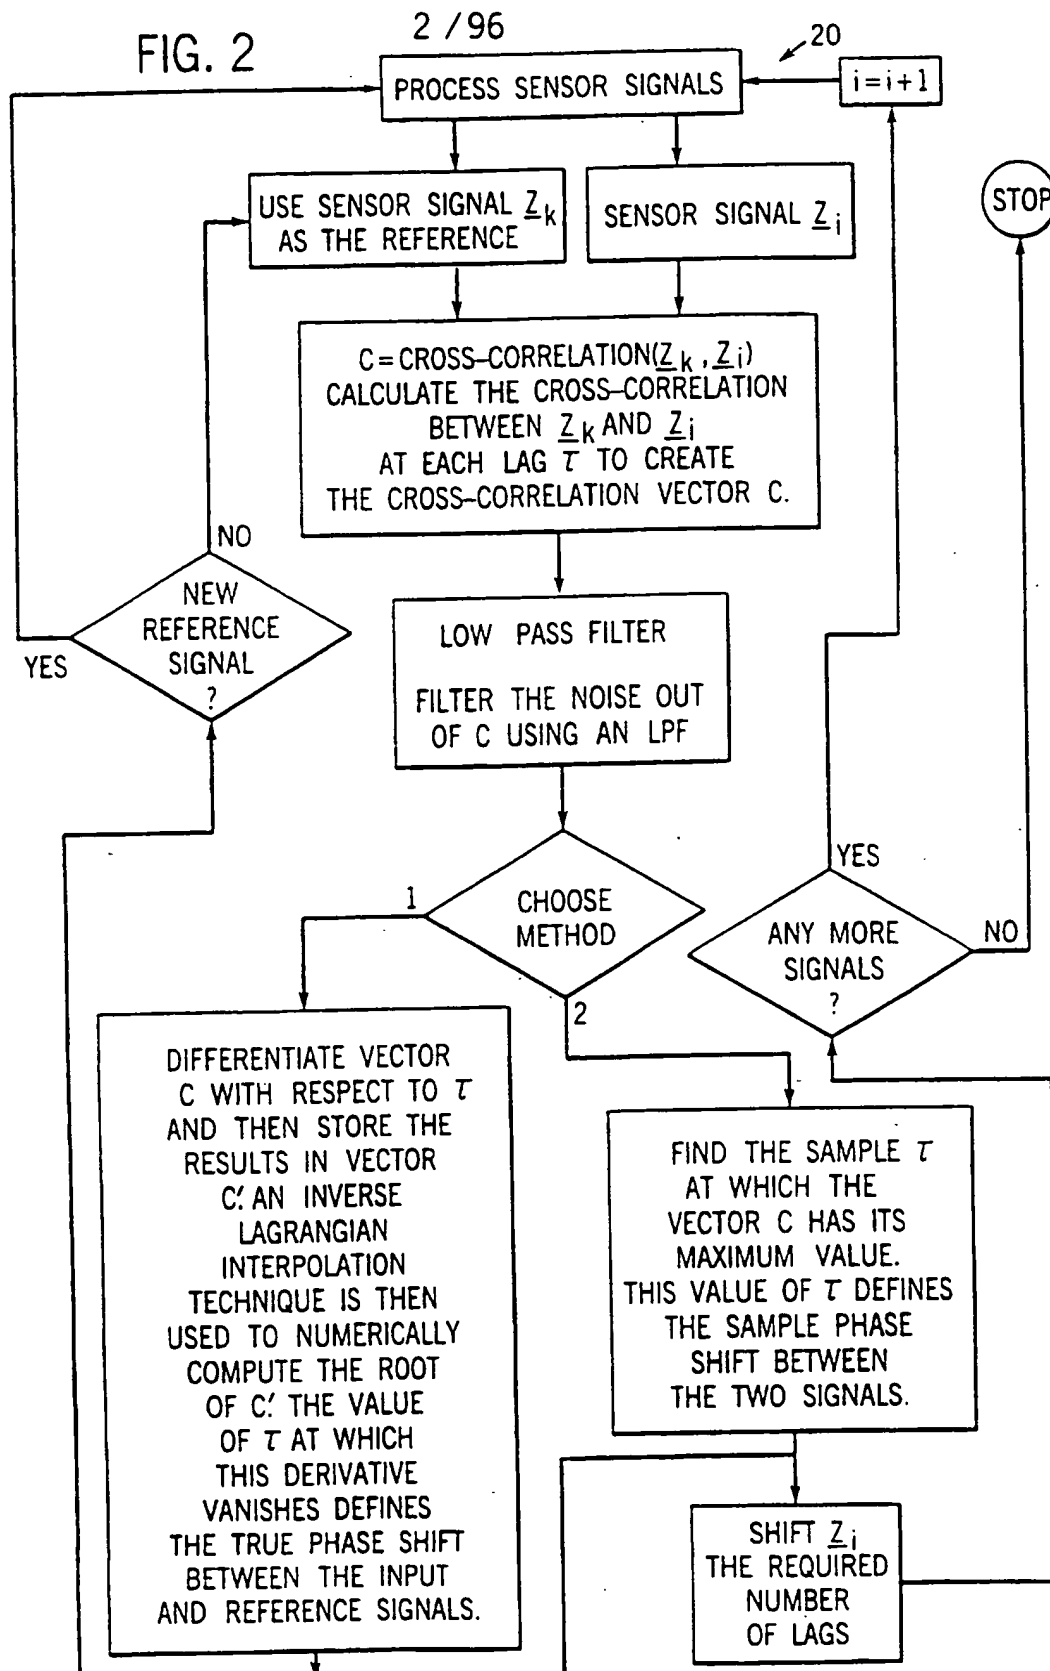 2 / 96
FIG. 2
20
PROCESS SENSOR SIGNALS
i=i+1
USE SENSOR SIGNAL Zk
AS THE REFERENCE
SENSOR SIGNAL Zi
STOP
C=CROSS-CORRELATION(Zk, Zi)
CALCULATE THE CROSS-CORRELATION
BETWEEN Zk AND Zi
AT EACH LAG τ TO CREATE
THE CROSS-CORRELATION VECTOR C.
NO
NEW
REFERENCE
SIGNAL
?
YES
LOW PASS FILTER
FILTER THE NOISE OUT
OF C USING AN LPF
CHOOSE
METHOD
1
2
YES
ANY MORE
SIGNALS
?
NO
DIFFERENTIATE VECTOR
C WITH RESPECT TO τ
AND THEN STORE THE
RESULTS IN VECTOR
C'. AN INVERSE
LAGRANGIAN
INTERPOLATION
TECHNIQUE IS THEN
USED TO NUMERICALLY
COMPUTE THE ROOT
OF C'. THE VALUE
OF τ AT WHICH
THIS DERIVATIVE
VANISHES DEFINES
THE TRUE PHASE SHIFT
BETWEEN THE INPUT
AND REFERENCE SIGNALS.
FIND THE SAMPLE τ
AT WHICH THE
VECTOR C HAS ITS
MAXIMUM VALUE.
THIS VALUE OF τ DEFINES
THE SAMPLE PHASE
SHIFT BETWEEN
THE TWO SIGNALS.
SHIFT Zi
THE REQUIRED
NUMBER
OF LAGS